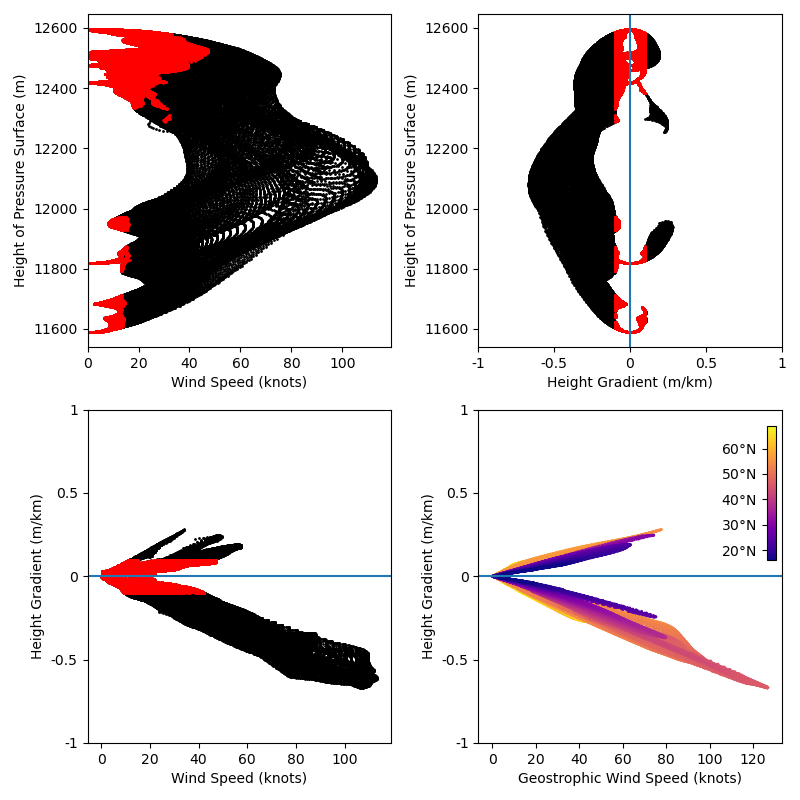 12600
12400
12200
12000
11800
11600
Height of Pressure Surface (m)
0 20 40 60 80 100
Wind Speed (knots)
12600
12400
12200
12000
11800
11600
Height of Pressure Surface (m)
-1 -0.5 0 0.5 1
Height Gradient (m/km)
1
0.5
0
-0.5
-1
Height Gradient (m/km)
0 20 40 60 80 100
Wind Speed (knots)
1
0.5
0
-0.5
-1
Height Gradient (m/km)
60°N
50°N
40°N
30°N
20°N
0 20 40 60 80 100 120
Geostrophic Wind Speed (knots)